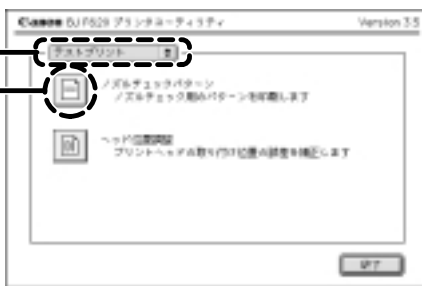 Canon BJ F620 プリンタユーティリティ
Version 3.5
テストプリント
ノズルチェックパターン
ノズルチェック用のパターンを印刷します
ヘッド位置調整
プリントヘッドの取り付け位置の誤差を補正します
終了